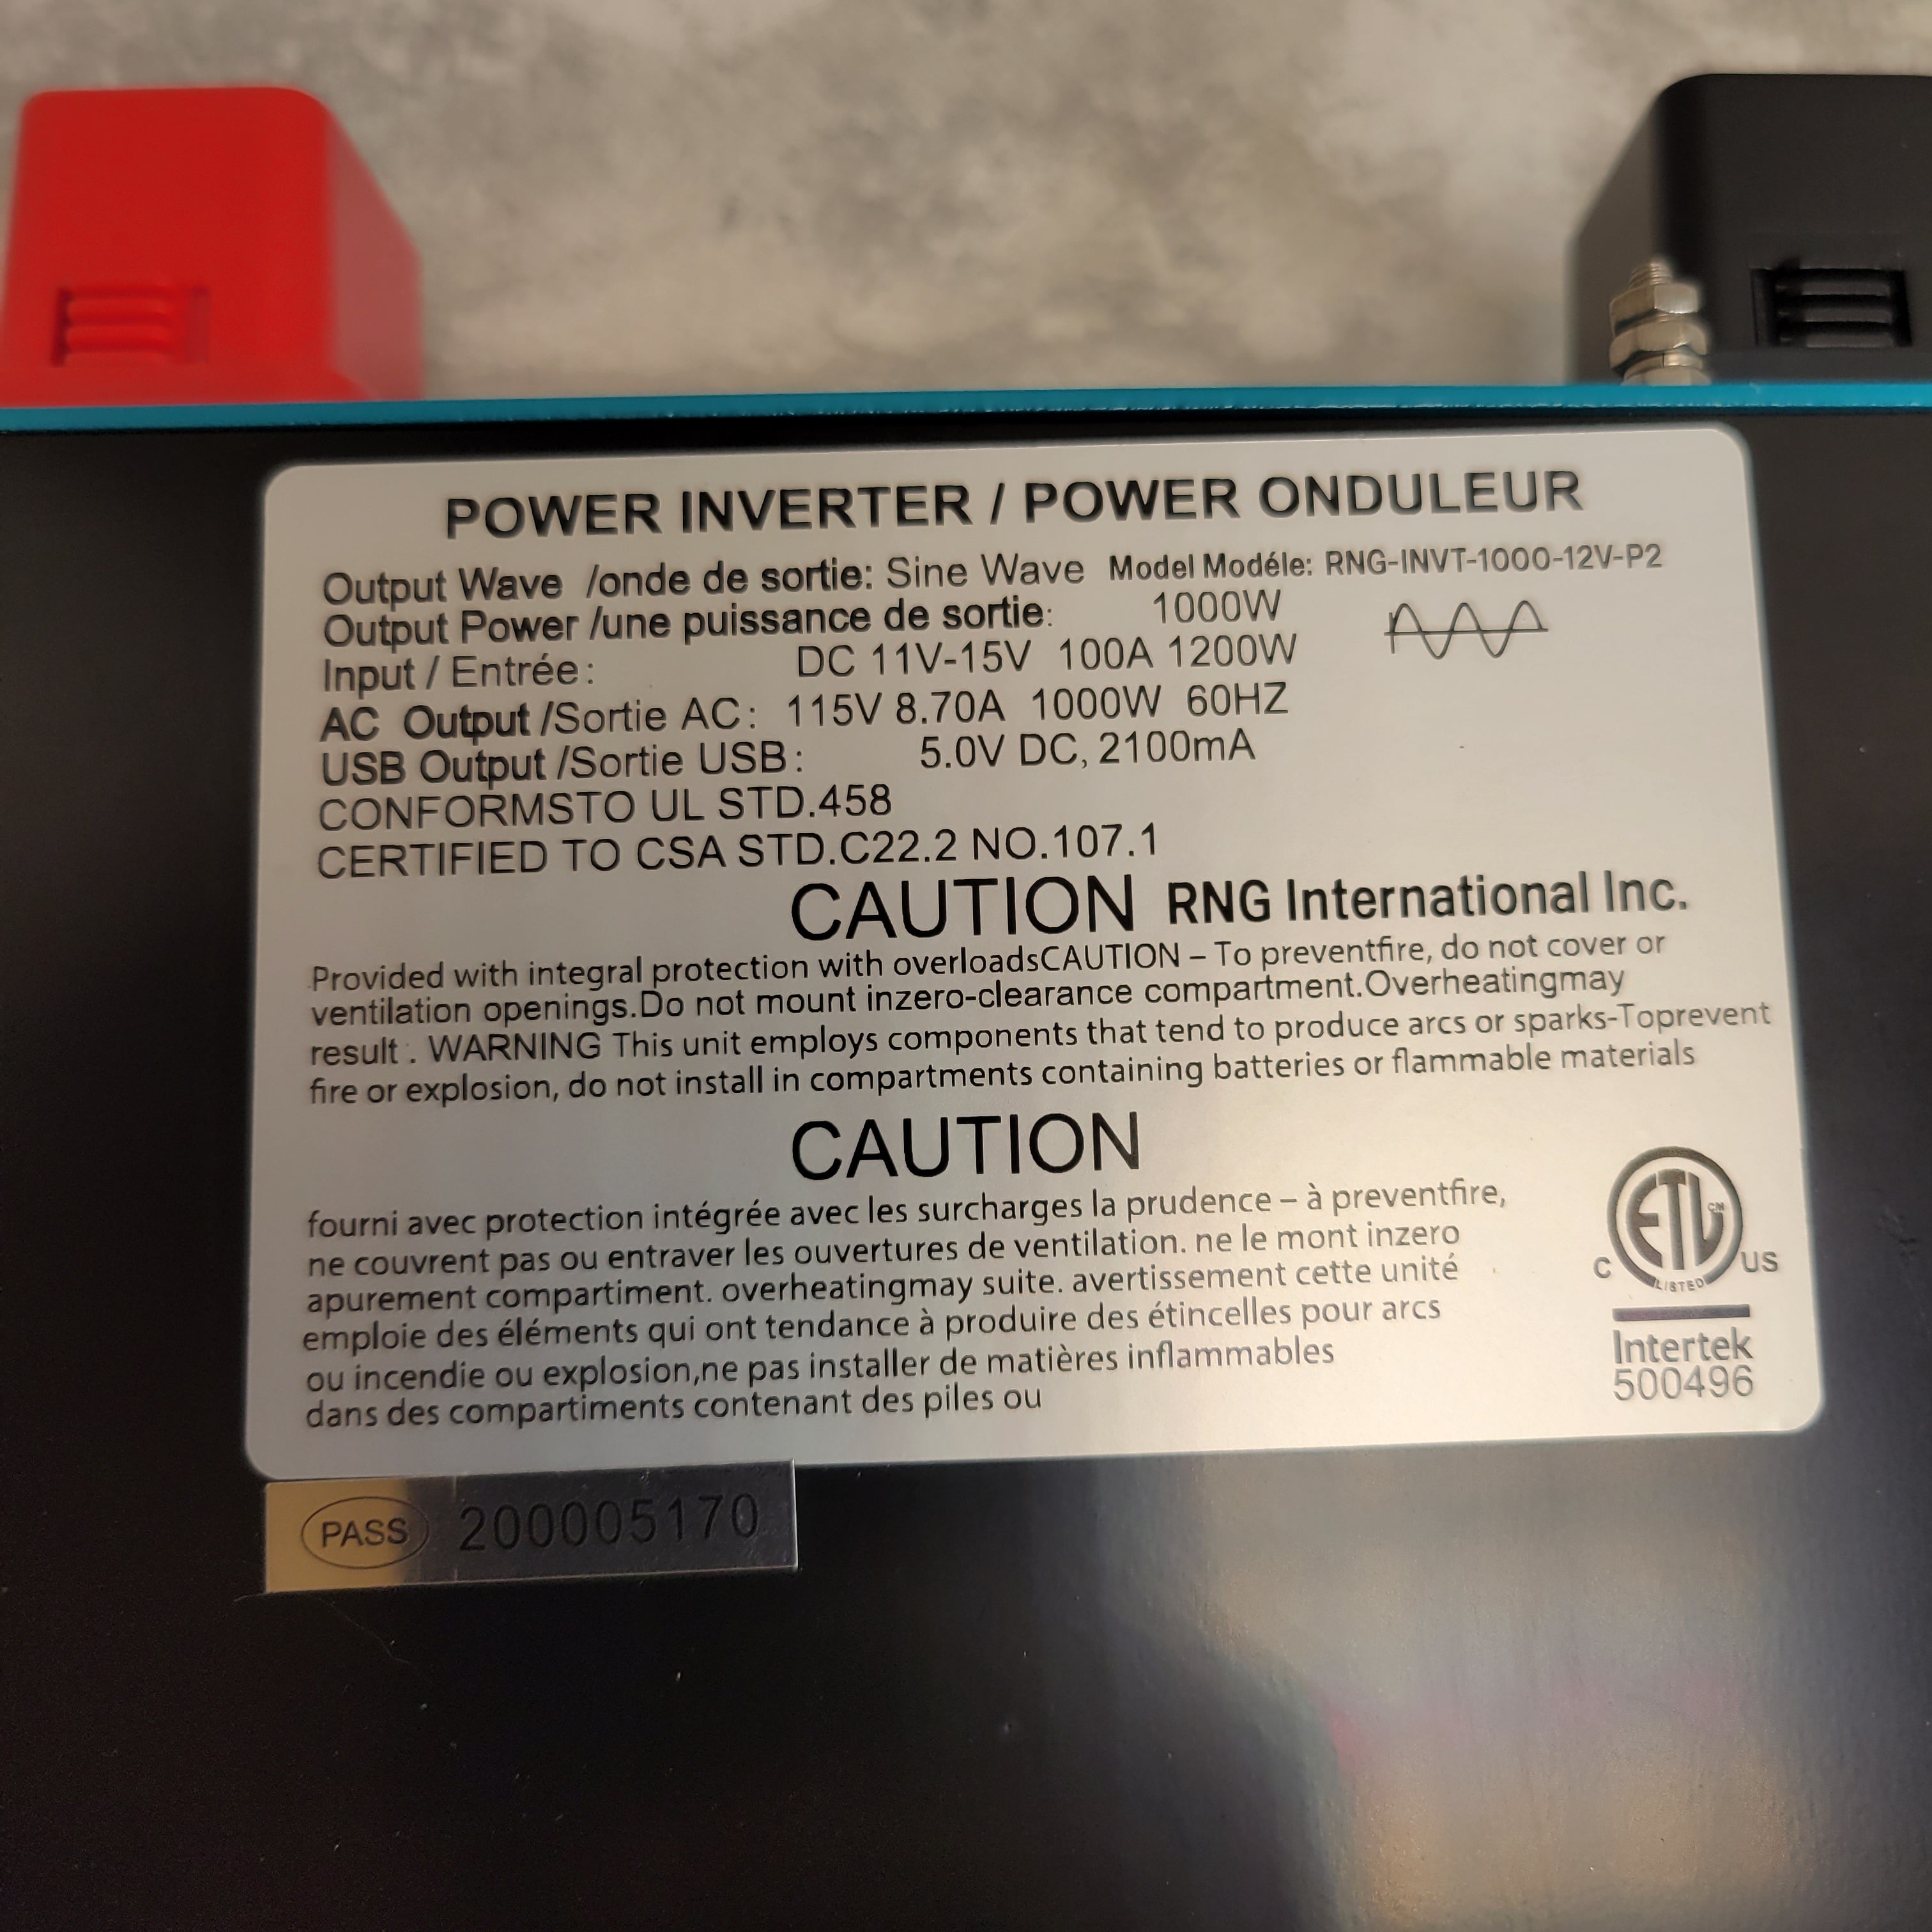 POWER INVERTER / POWER ONDULEUR
Output Wave /onde de sortie: Sine Wave Model Modéle: RNG-INVT-1000-12V-P2
Output Power /une puissance de sortie: 1000W
Input / Entrée: DC 11V-15V 100A 1200W
AC Output /Sortie AC: 115V 8.70A 1000W 60HZ
USB Output /Sortie USB: 5.0V DC, 2100mA
CONFORMSTO UL STD.458
CERTIFIED TO CSA STD.C22.2 NO.107.1
CAUTION RNG International Inc.
Provided with integral protection with overloadsCAUTION – To preventfire, do not cover or
ventilation openings.Do not mount inzero-clearance compartment.Overheatingmay
result . WARNING This unit employs components that tend to produce arcs or sparks-Toprevent
fire or explosion, do not install in compartments containing batteries or flammable materials
CAUTION
fourni avec protection intégrée avec les surcharges la prudence – à preventfire,
ne couvrent pas ou entraver les ouvertures de ventilation. ne le mont inzero
apurement compartiment. overheatingmay suite. avertissement cette unité
emploie des éléments qui ont tendance à produire des étincelles pour arcs
ou incendie ou explosion,ne pas installer de matières inflammables
dans des compartiments contenant des piles ou
ETL CM
C LISTED US
Intertek
500496
PASS 200005170